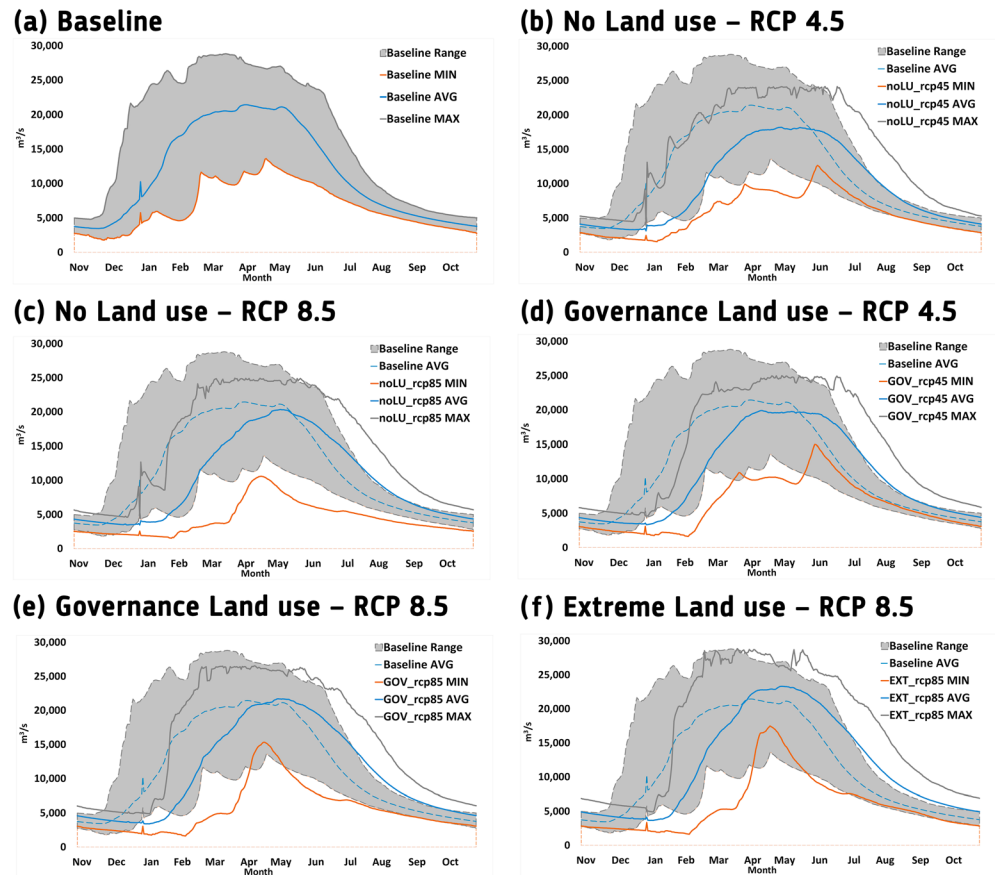 (a) Baseline
30,000
25,000
20,000
15,000
10,000
5,000
0
m³/s
Baseline Range
Baseline MIN
Baseline AVG
Baseline MAX
Nov Dec Jan Feb Mar Apr May Jun Jul Aug Sep Oct
Month
(b) No Land use – RCP 4.5
30,000
25,000
20,000
15,000
10,000
5,000
0
m³/s
Baseline Range
Baseline AVG
noLU_rcp45 MIN
noLU_rcp45 AVG
noLU_rcp45 MAX
Nov Dec Jan Feb Mar Apr May Jun Jul Aug Sep Oct
Month
(c) No Land use – RCP 8.5
30,000
25,000
20,000
15,000
10,000
5,000
0
m³/s
Baseline Range
Baseline AVG
noLU_rcp85 MIN
noLU_rcp85 AVG
noLU_rcp85 MAX
Nov Dec Jan Feb Mar Apr May Jun Jul Aug Sep Oct
Month
(d) Governance Land use – RCP 4.5
30,000
25,000
20,000
15,000
10,000
5,000
0
m³/s
Baseline Range
Baseline AVG
GOV_rcp45 MIN
GOV_rcp45 AVG
GOV_rcp45 MAX
Nov Dec Jan Feb Mar Apr May Jun Jul Aug Sep Oct
Month
(e) Governance Land use – RCP 8.5
30,000
25,000
20,000
15,000
10,000
5,000
0
m³/s
Baseline Range
Baseline AVG
GOV_rcp85 MIN
GOV_rcp85 AVG
GOV_rcp85 MAX
Nov Dec Jan Feb Mar Apr May Jun Jul Aug Sep Oct
Month
(f) Extreme Land use – RCP 8.5
30,000
25,000
20,000
15,000
10,000
5,000
0
m³/s
Baseline Range
Baseline AVG
EXT_rcp85 MIN
EXT_rcp85 AVG
EXT_rcp85 MAX
Nov Dec Jan Feb Mar Apr May Jun Jul Aug Sep Oct
Month